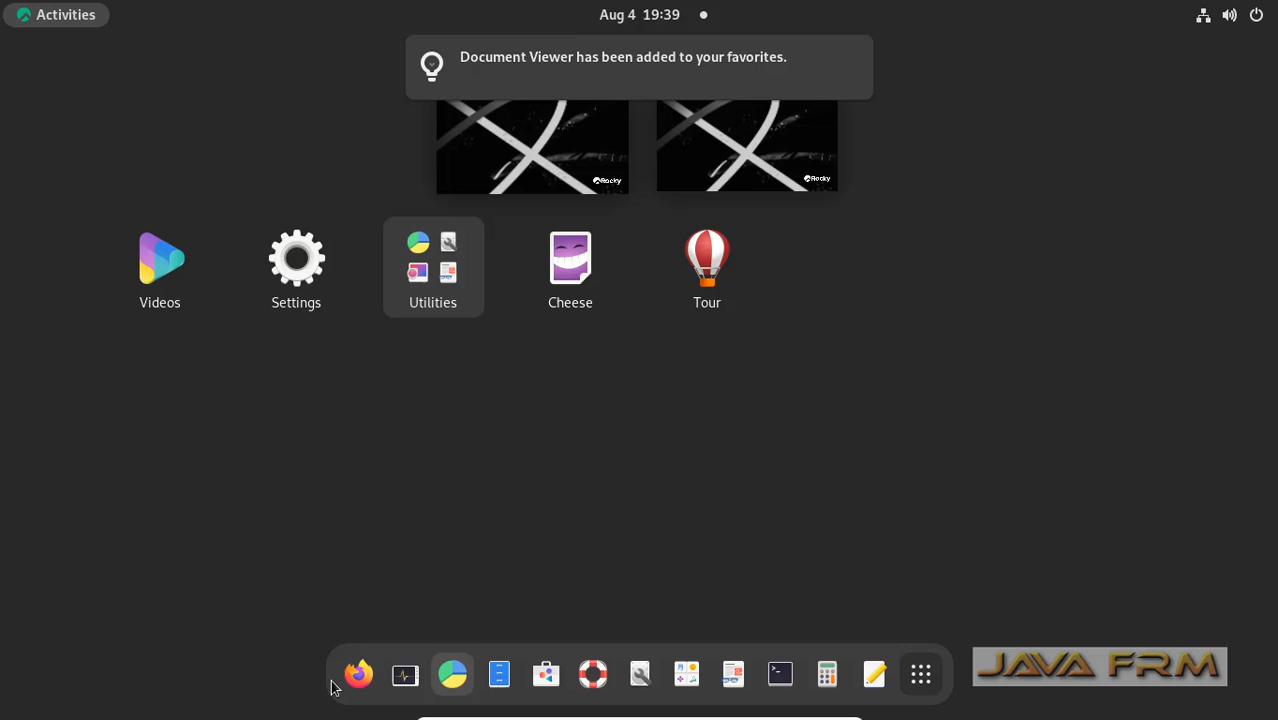 Activities
Aug 4 19:39
Document Viewer has been added to your favorites.
Rocky
Rocky
Videos
Settings
Utilities
Cheese
Tour
JAVA FRM